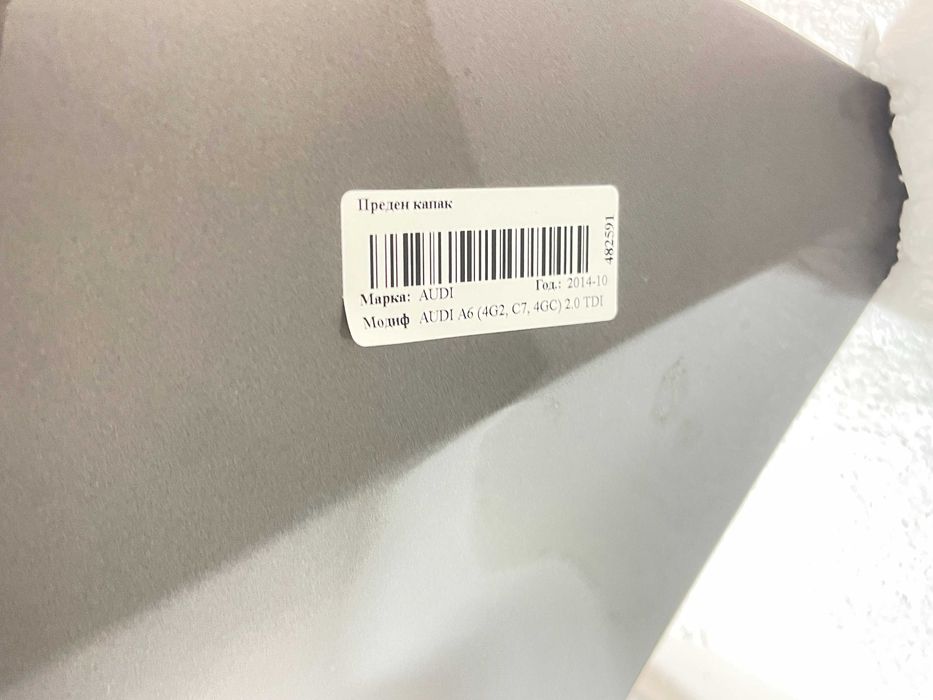 Преден капак
482591
Марка: AUDI Год.: 2014-10
Модиф AUDI A6 (4G2, C7, 4GC) 2.0 TDI